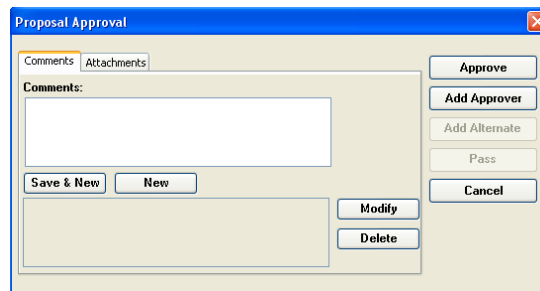 Proposal Approval
Comments Attachments
Comments:
Save & New New
Modify
Delete
Approve
Add Approver
Add Alternate
Pass
Cancel